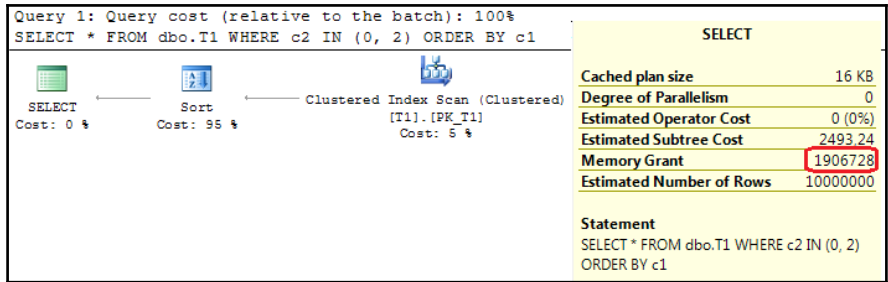 Query 1: Query cost (relative to the batch): 100%
SELECT * FROM dbo.T1 WHERE c2 IN (0, 2) ORDER BY c1
SELECT
Cost: 0 %
Sort
Cost: 95 %
Clustered Index Scan (Clustered)
[T1].[PK_T1]
Cost: 5 %
SELECT
Cached plan size 16 KB
Degree of Parallelism 0
Estimated Operator Cost 0 (0%)
Estimated Subtree Cost 2493,24
Memory Grant 1906728
Estimated Number of Rows 10000000
Statement
SELECT * FROM dbo.T1 WHERE c2 IN (0, 2)
ORDER BY c1